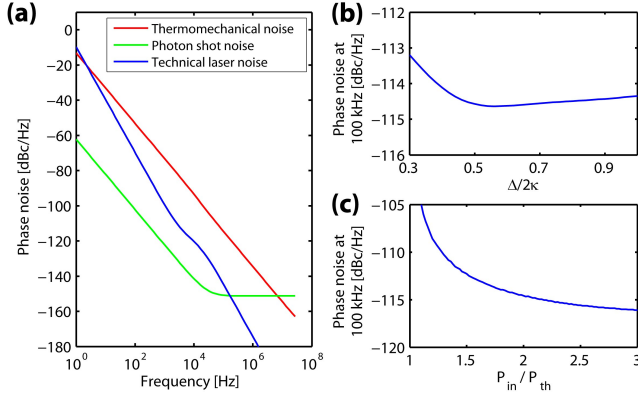 (a)
0
−20
−40
−60
−80
−100
−120
−140
−160
−180
Phase noise [dBc/Hz]
Thermomechanical noise
Photon shot noise
Technical laser noise
10^0
10^2
10^4
10^6
10^8
Frequency [Hz]
(b)
Phase noise at
100 kHz [dBc/Hz]
−112
−113
−114
−115
−116
0.3
0.5
0.7
0.9
Δ/2κ
(c)
Phase noise at
100 kHz [dBc/Hz]
−105
−110
−115
−120
1
1.5
2
2.5
3
P_in / P_th